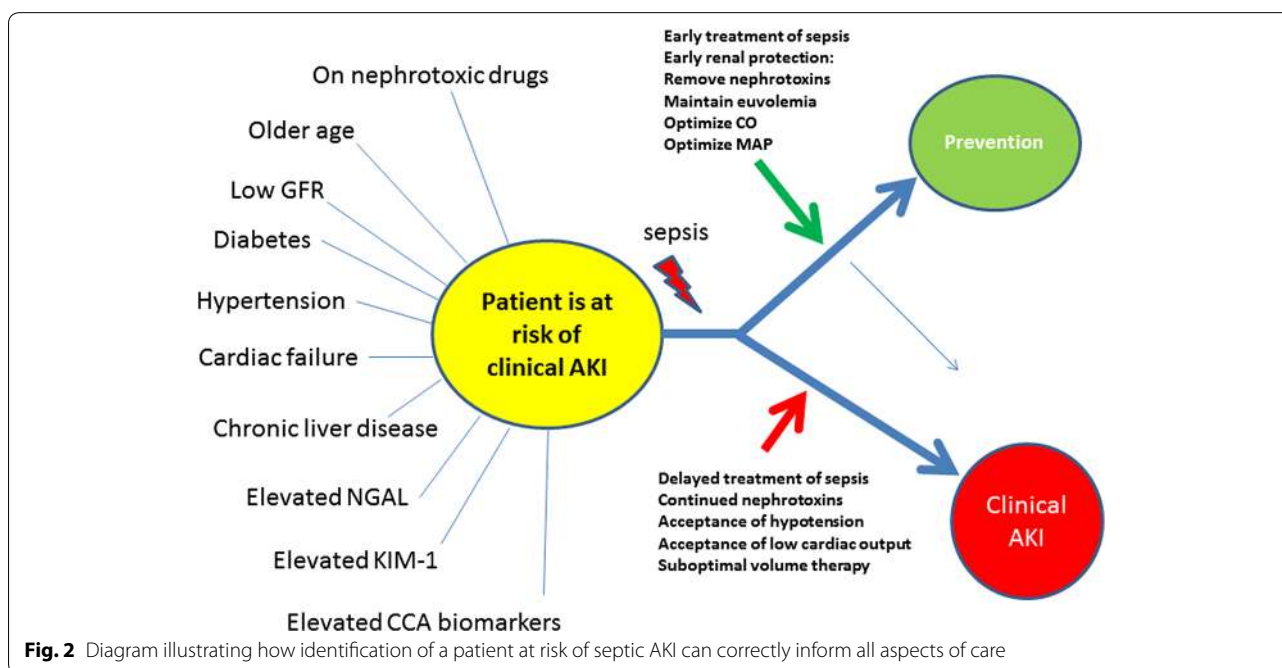 On nephrotoxic drugs
Older age
Low GFR
Diabetes
Hypertension
Cardiac failure
Chronic liver disease
Elevated NGAL
Elevated KIM-1
Elevated CCA biomarkers
Patient is at
risk of
clinical AKI
sepsis
Early treatment of sepsis
Early renal protection:
Remove nephrotoxins
Maintain euvolemia
Optimize CO
Optimize MAP
Prevention
Delayed treatment of sepsis
Continued nephrotoxins
Acceptance of hypotension
Acceptance of low cardiac output
Suboptimal volume therapy
Clinical
AKI
Fig. 2 Diagram illustrating how identification of a patient at risk of septic AKI can correctly inform all aspects of care